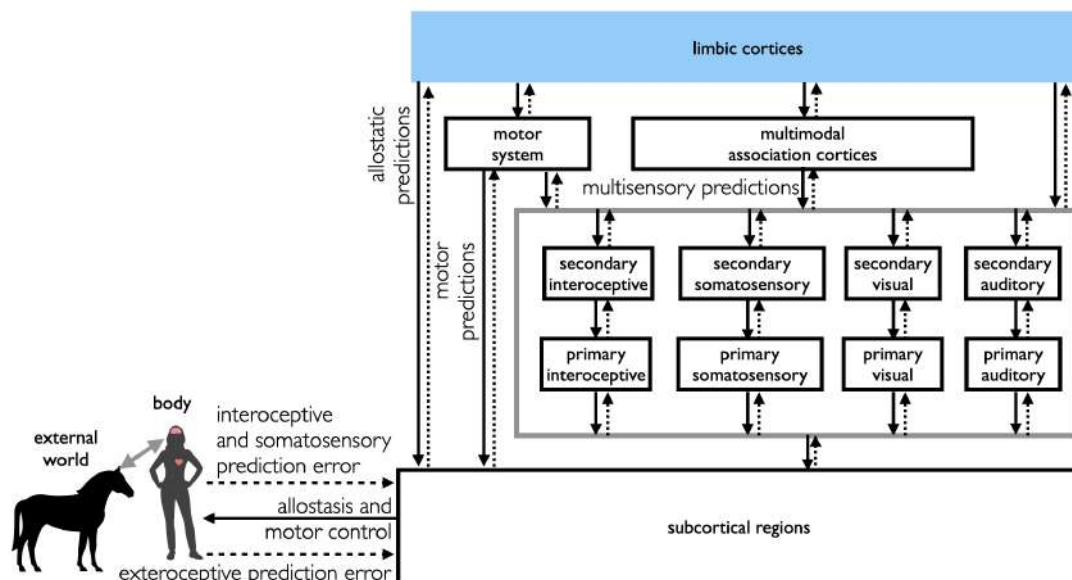 limbic cortices
allostatic
predictions
motor
system
multimodal
association cortices
multisensory predictions
motor
predictions
secondary
interoceptive
secondary
somatosensory
secondary
visual
secondary
auditory
primary
interoceptive
primary
somatosensory
primary
visual
primary
auditory
body
external
world
interoceptive
and somatosensory
prediction error
allostasis and
motor control
exteroceptive prediction error
subcortical regions